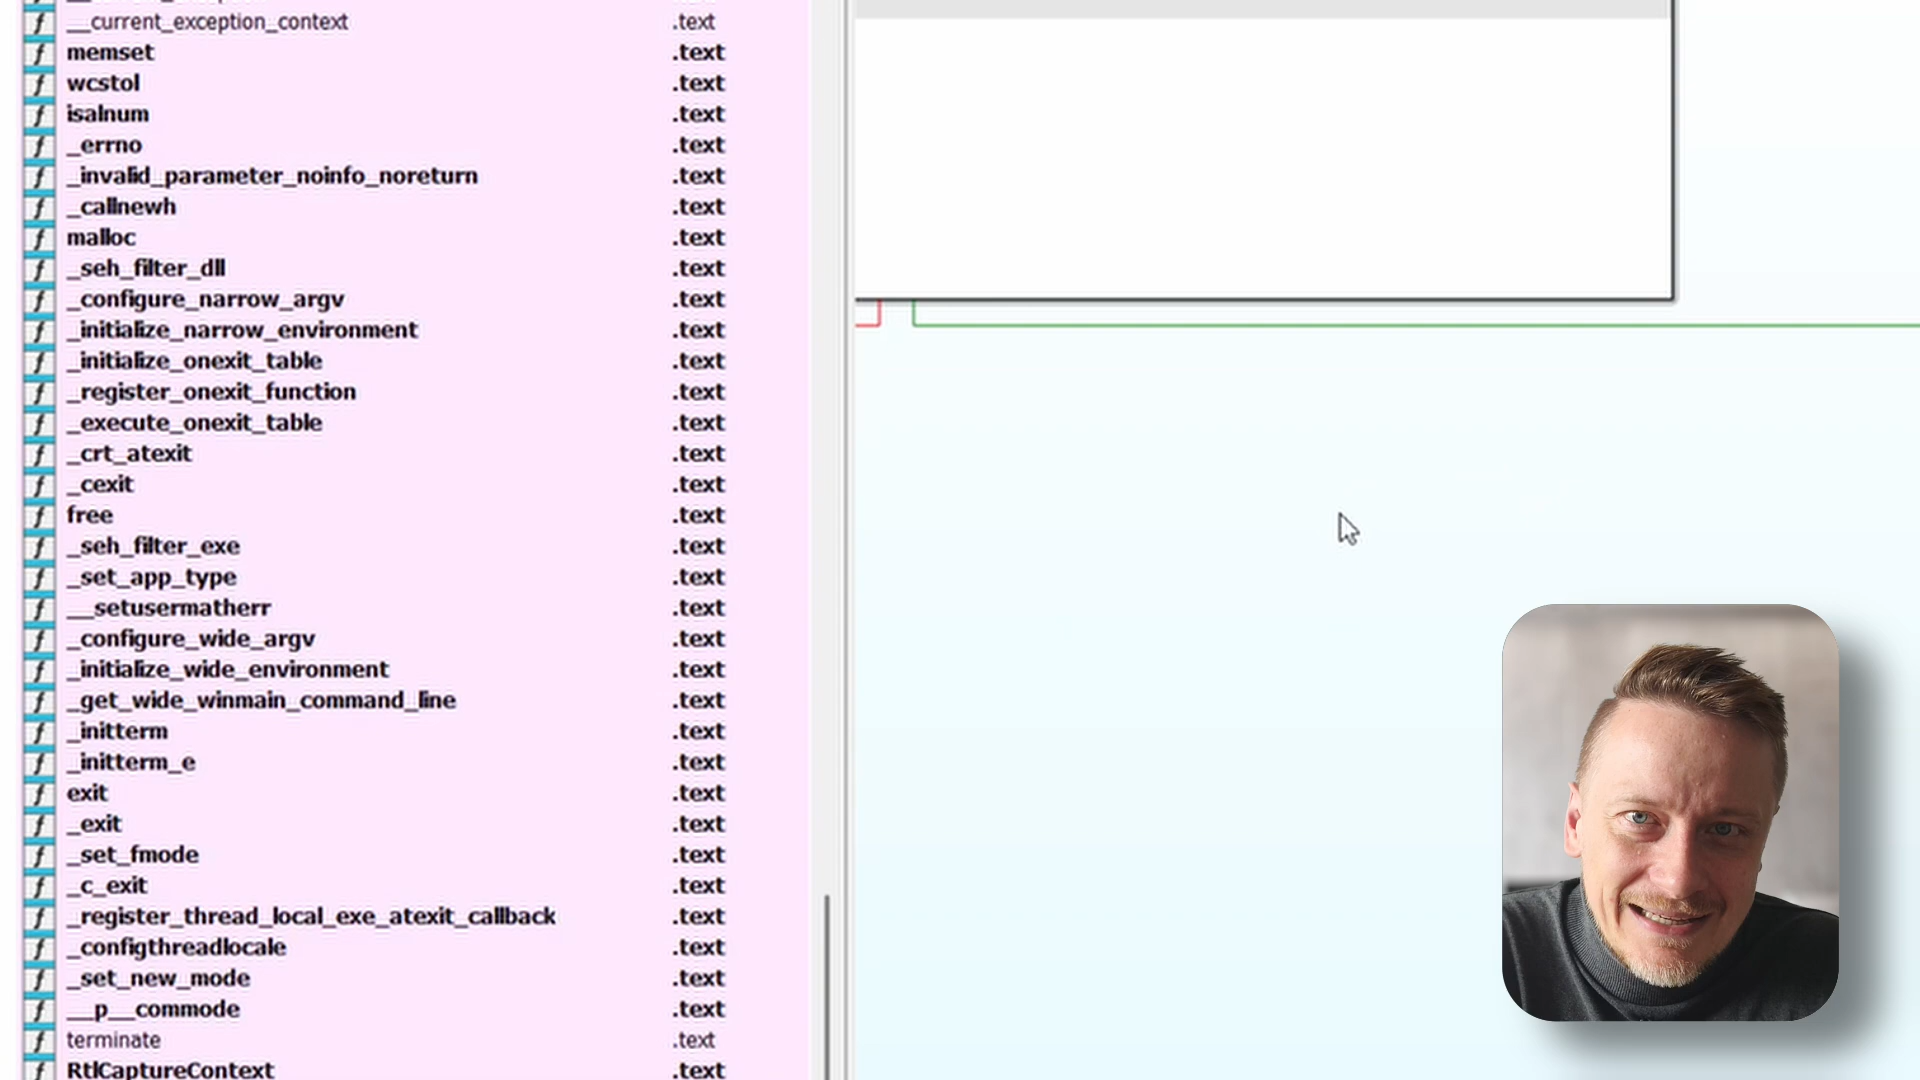 __current_exception_context .text
memset .text
wcstol .text
isalnum .text
_errno .text
_invalid_parameter_noinfo_noreturn .text
_callnewh .text
malloc .text
_seh_filter_dll .text
_configure_narrow_argv .text
_initialize_narrow_environment .text
_initialize_onexit_table .text
_register_onexit_function .text
_execute_onexit_table .text
_crt_atexit .text
_cexit .text
free .text
_seh_filter_exe .text
_set_app_type .text
__setusermatherr .text
_configure_wide_argv .text
_initialize_wide_environment .text
_get_wide_winmain_command_line .text
_initterm .text
_initterm_e .text
exit .text
_exit .text
_set_fmode .text
_c_exit .text
_register_thread_local_exe_atexit_callback .text
_configthreadlocale .text
_set_new_mode .text
__p__commode .text
terminate .text
RtlCaptureContext .text